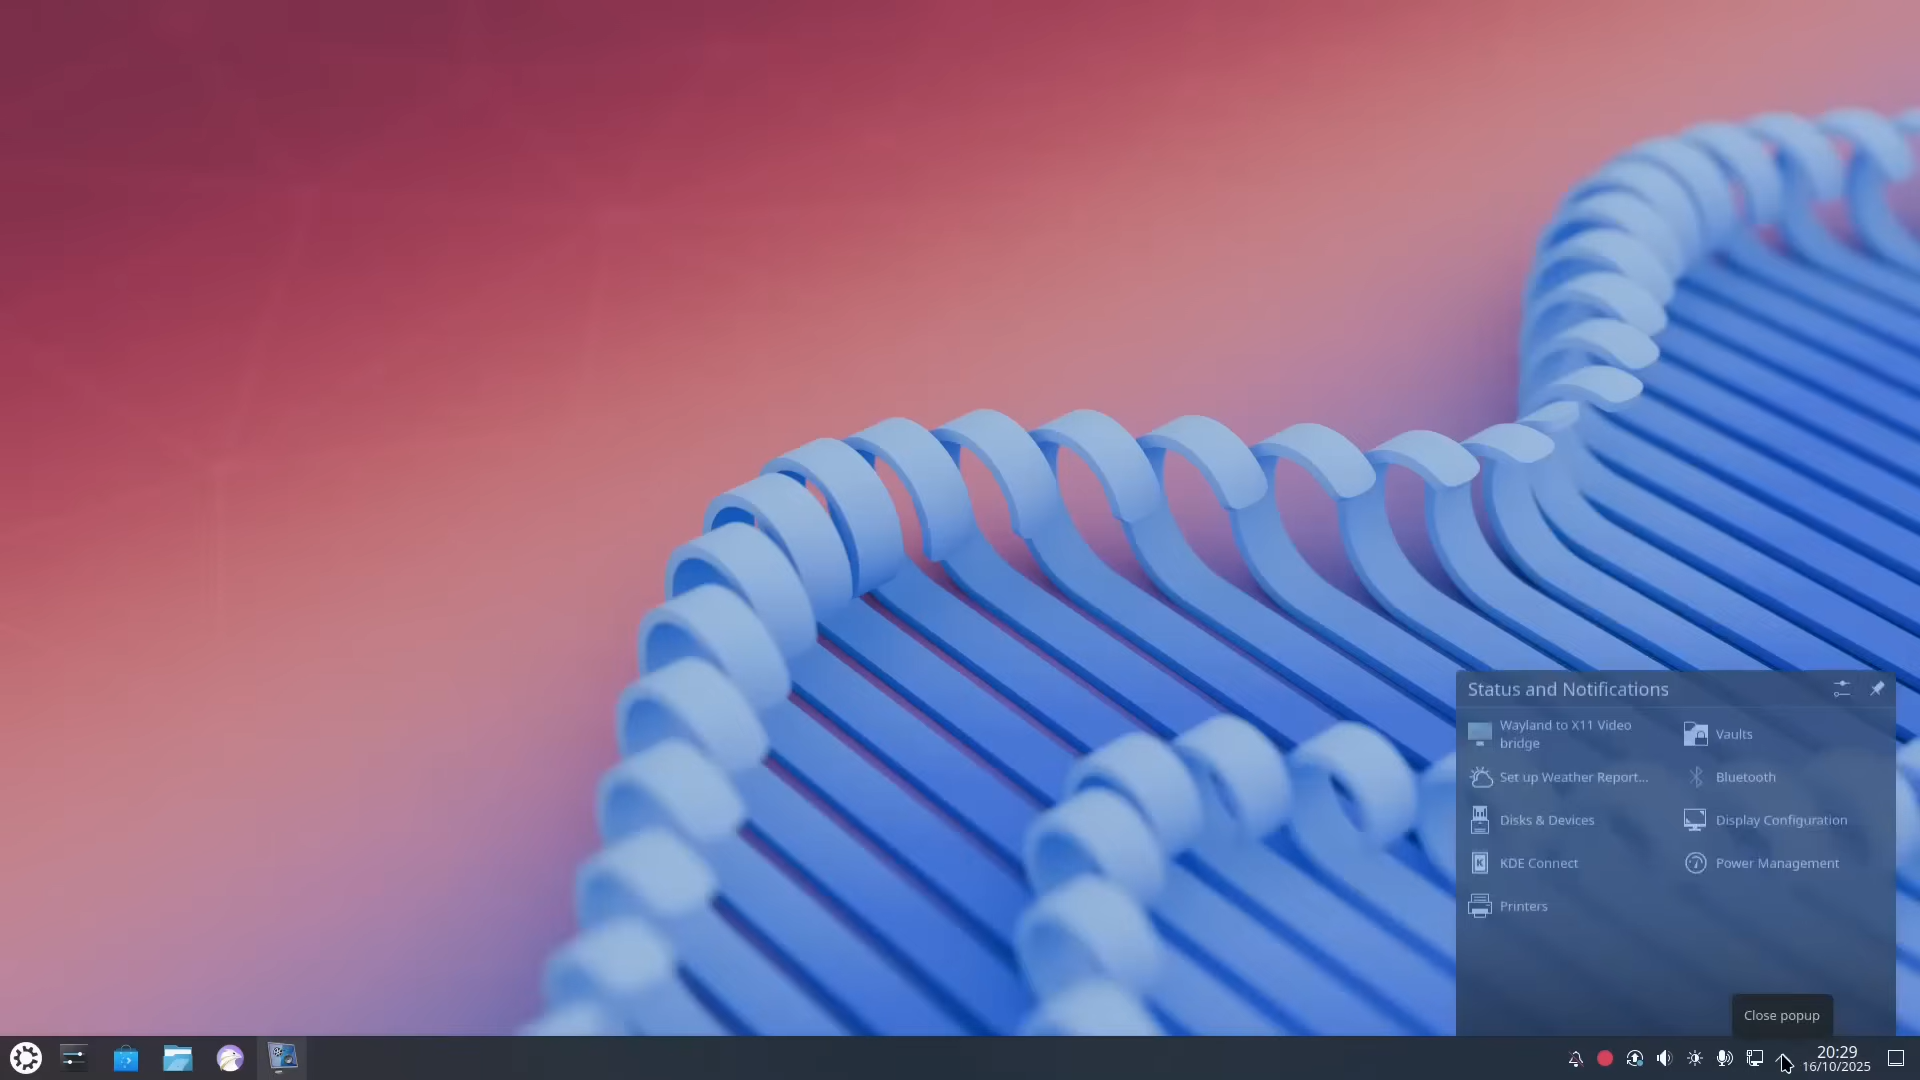 Status and Notifications
Wayland to X11 Video
bridge
Vaults
Set up Weather Report...
Bluetooth
Disks & Devices
Display Configuration
KDE Connect
Power Management
Printers
Close popup
20:29
16/10/2025